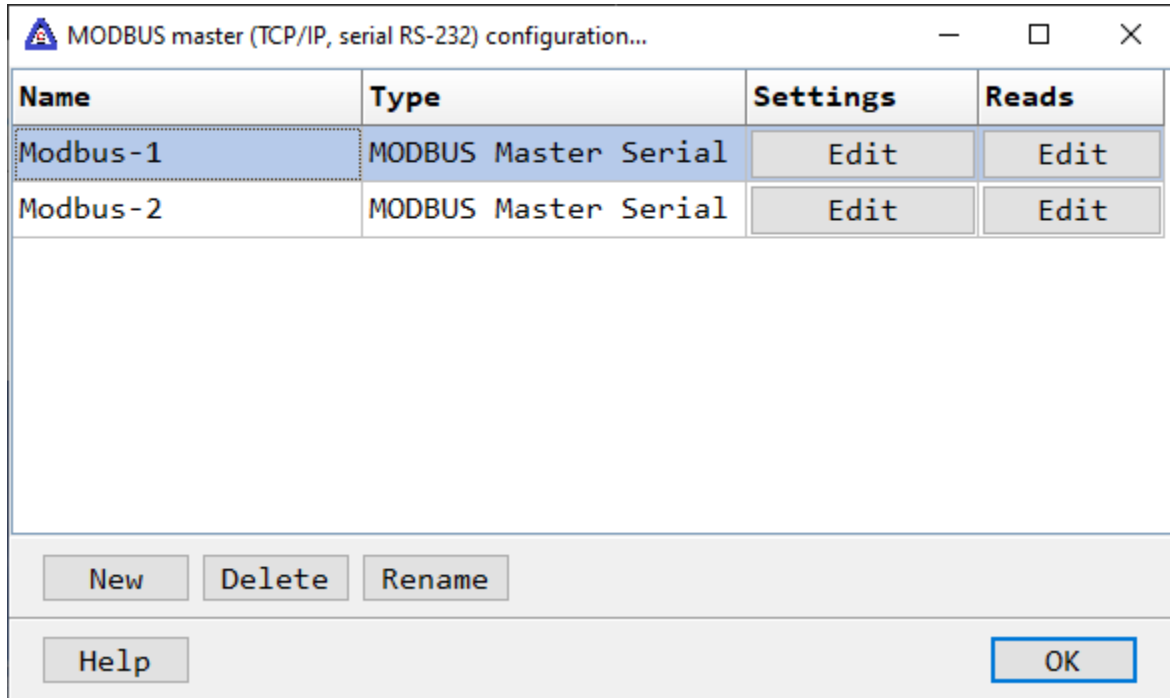 MODBUS master (TCP/IP, serial RS-232) configuration...
Name Type Settings Reads
Modbus-1 MODBUS Master Serial Edit Edit
Modbus-2 MODBUS Master Serial Edit Edit
New Delete Rename
Help OK